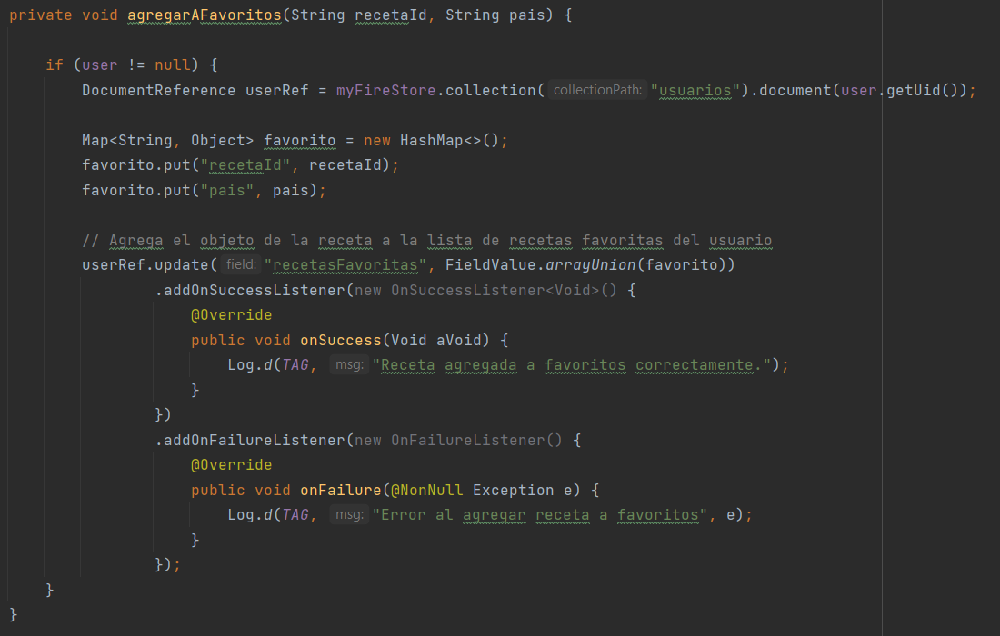 private void agregarAFavoritos(String recetaId, String pais) {
if (user != null) {
DocumentReference userRef = myFireStore.collection( collectionPath: "usuarios").document(user.getUid());
Map<String, Object> favorito = new HashMap<>();
favorito.put("recetaId", recetaId);
favorito.put("pais", pais);
// Agrega el objeto de la receta a la lista de recetas favoritas del usuario
userRef.update( field: "recetasFavoritas", FieldValue.arrayUnion(favorito))
.addOnSuccessListener(new OnSuccessListener<Void>() {
@Override
public void onSuccess(Void aVoid) {
Log.d(TAG, msg: "Receta agregada a favoritos correctamente.");
}
})
.addOnFailureListener(new OnFailureListener() {
@Override
public void onFailure(@NonNull Exception e) {
Log.d(TAG, msg: "Error al agregar receta a favoritos", e);
}
});
}
}